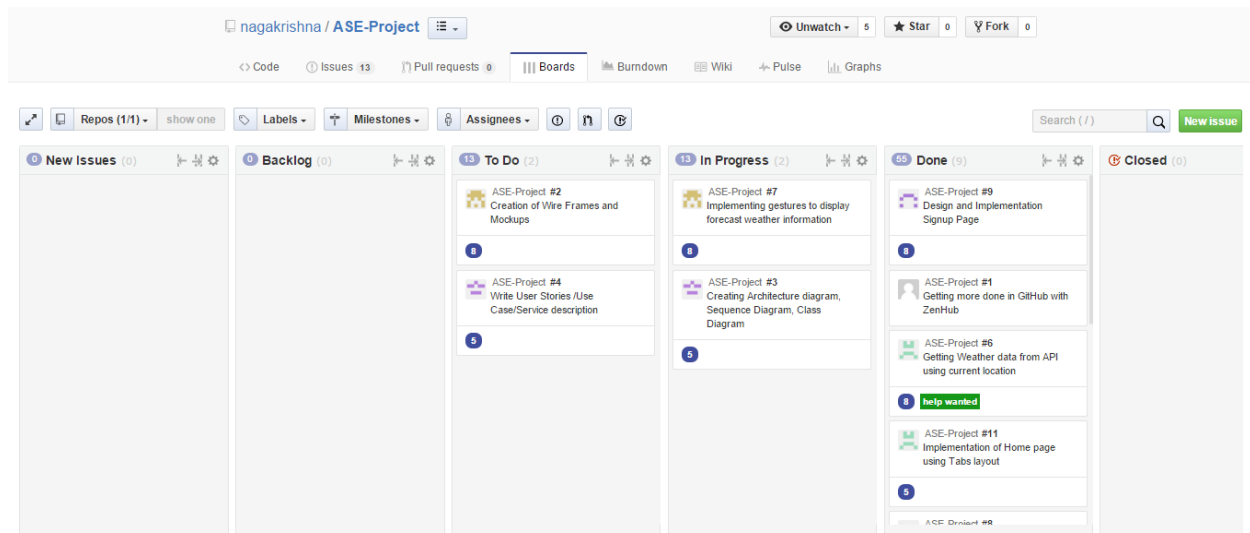 nagakrishna / ASE-Project
Unwatch 5 Star 0 Fork 0
Code Issues 13 Pull requests 0 Boards Burndown Wiki Pulse Graphs
Repos (1/1) show one Labels Milestones Assignees Search ( / ) New issue
0 New Issues (0)
0 Backlog (0)
13 To Do (2)
ASE-Project #2
Creation of Wire Frames and
Mockups
8
ASE-Project #4
Write User Stories /Use
Case/Service description
5
13 In Progress (2)
ASE-Project #7
Implementing gestures to display
forecast weather information
8
ASE-Project #3
Creating Architecture diagram,
Sequence Diagram, Class
Diagram
5
55 Done (9)
ASE-Project #9
Design and Implementation
Signup Page
8
ASE-Project #1
Getting more done in GitHub with
ZenHub
ASE-Project #6
Getting Weather data from API
using current location
8 help wanted
ASE-Project #11
Implementation of Home page
using Tabs layout
5
ASE-Project #8
Closed (0)